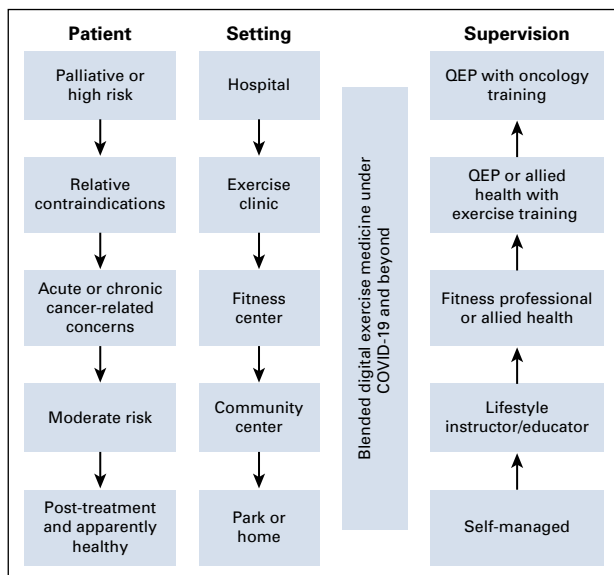 Patient
Palliative or
high risk
Relative
contraindications
Acute or chronic
cancer-related
concerns
Moderate risk
Post-treatment
and apparently
healthy
Setting
Hospital
Exercise
clinic
Fitness
center
Community
center
Park or
home
Blended digital exercise medicine under
COVID-19 and beyond
Supervision
QEP with oncology
training
QEP or allied
health with
exercise training
Fitness professional
or allied health
Lifestyle
instructor/educator
Self-managed